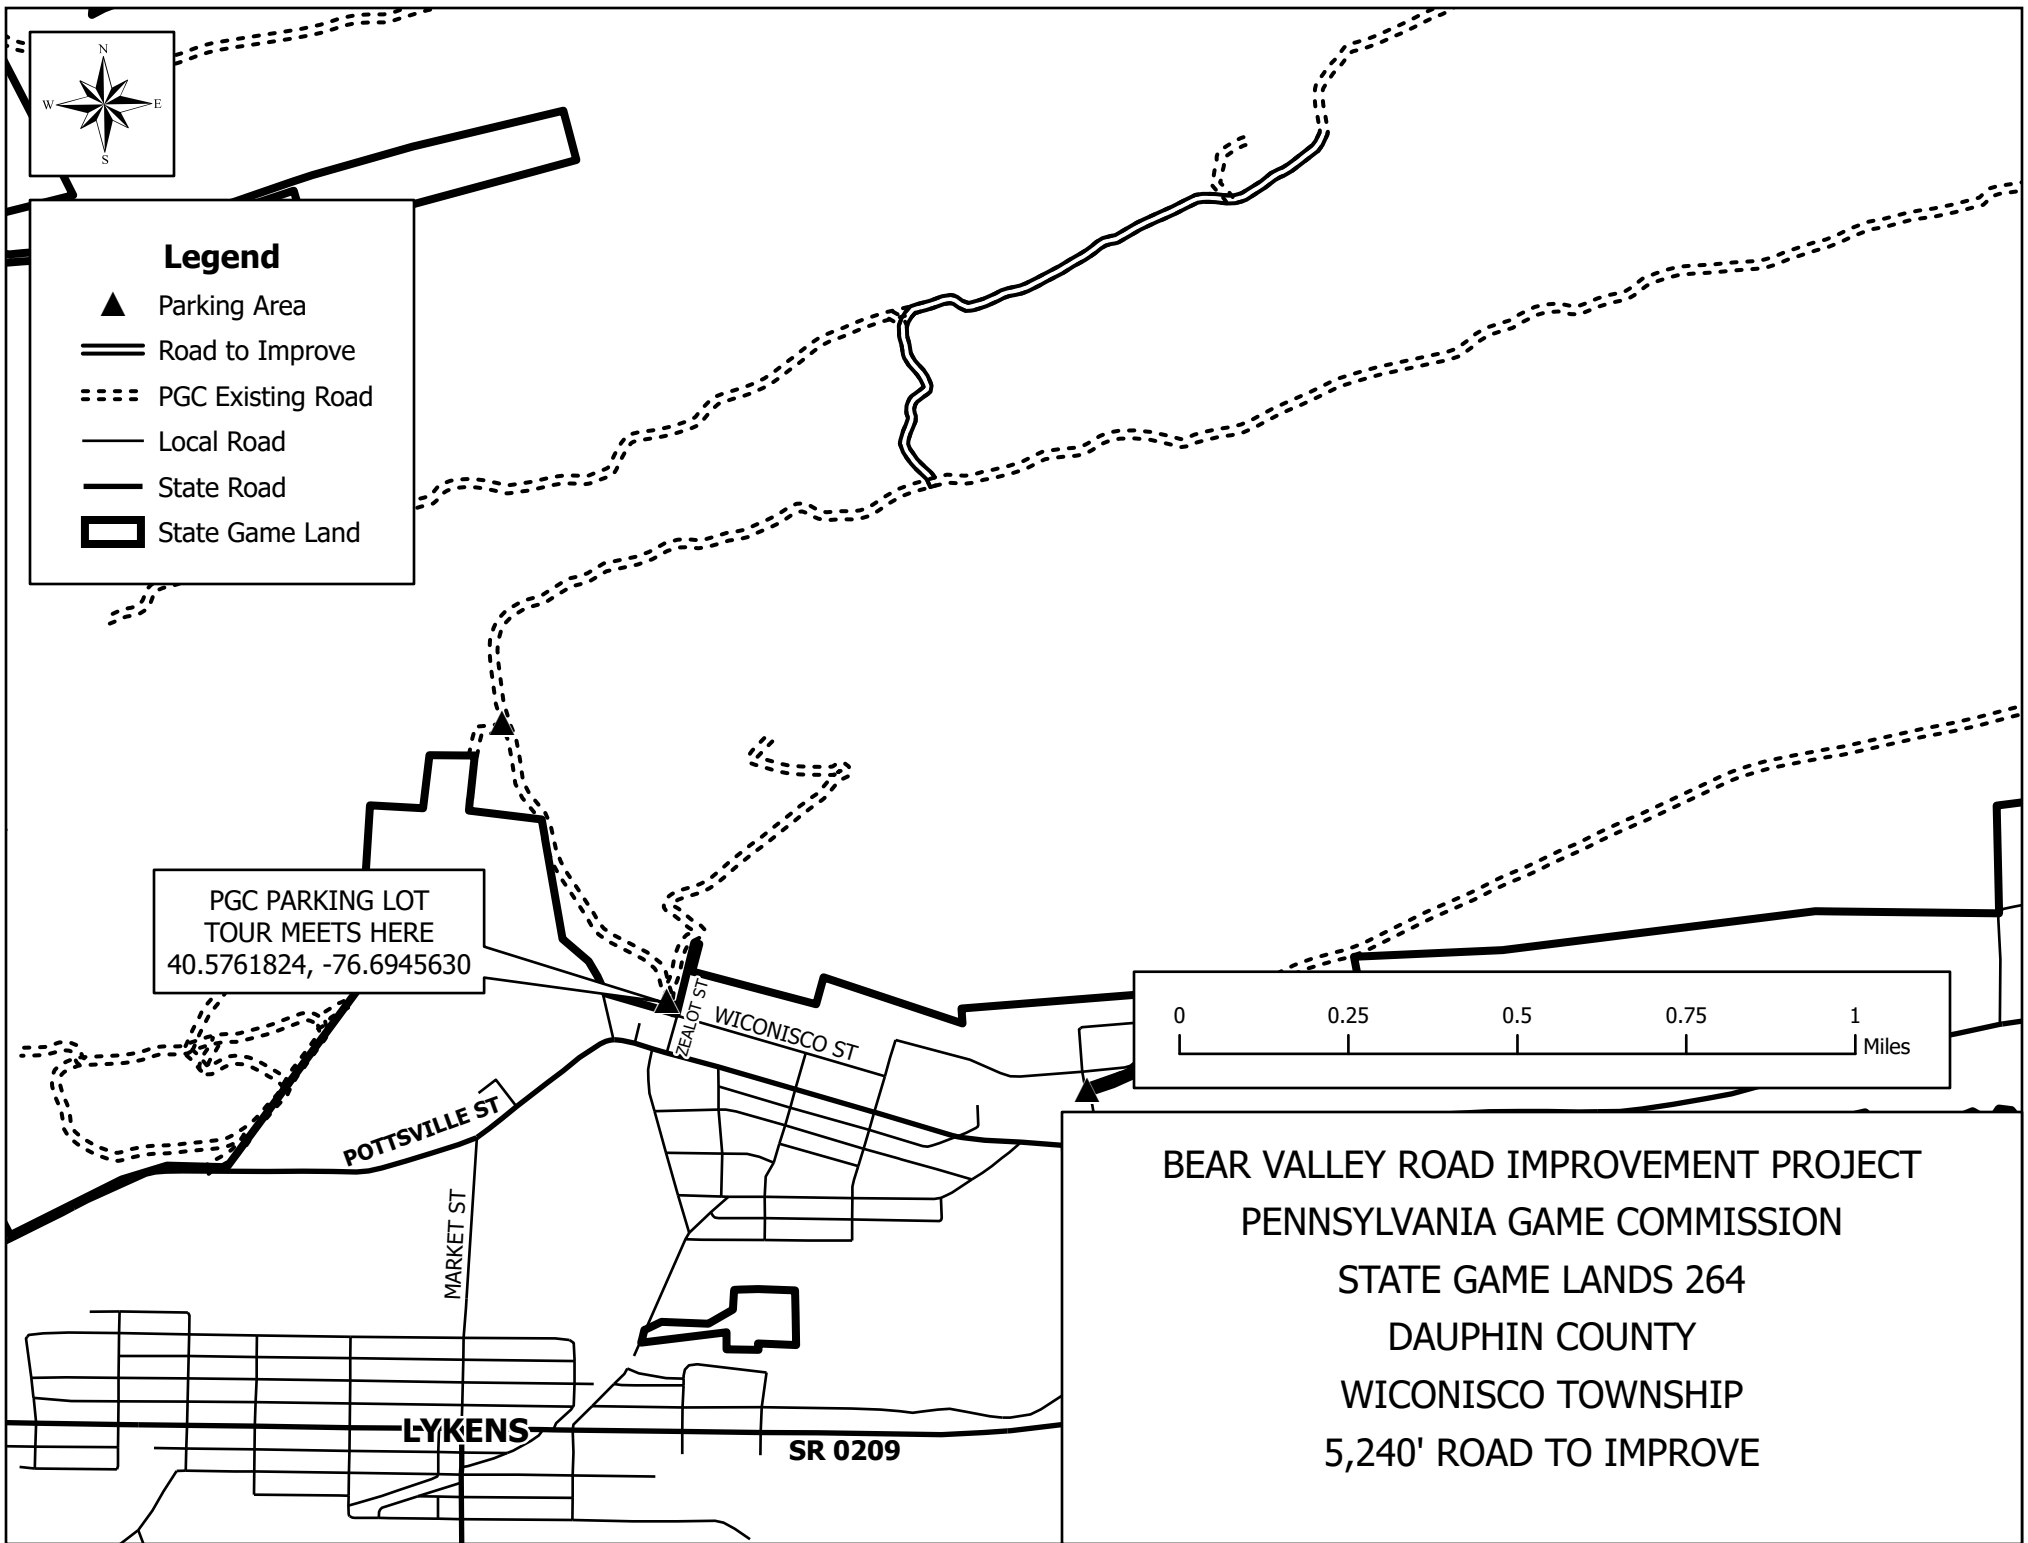 N
W
E
S
Legend
Parking Area
Road to Improve
PGC Existing Road
Local Road
State Road
State Game Land
PGC PARKING LOT
TOUR MEETS HERE
40.5761824, -76.6945630
ZEALOT ST
WICONISCO ST
POTTSVILLE ST
MARKET ST
LYKENS
SR 0209
0
0.25
0.5
0.75
1
Miles
BEAR VALLEY ROAD IMPROVEMENT PROJECT
PENNSYLVANIA GAME COMMISSION
STATE GAME LANDS 264
DAUPHIN COUNTY
WICONISCO TOWNSHIP
5,240' ROAD TO IMPROVE